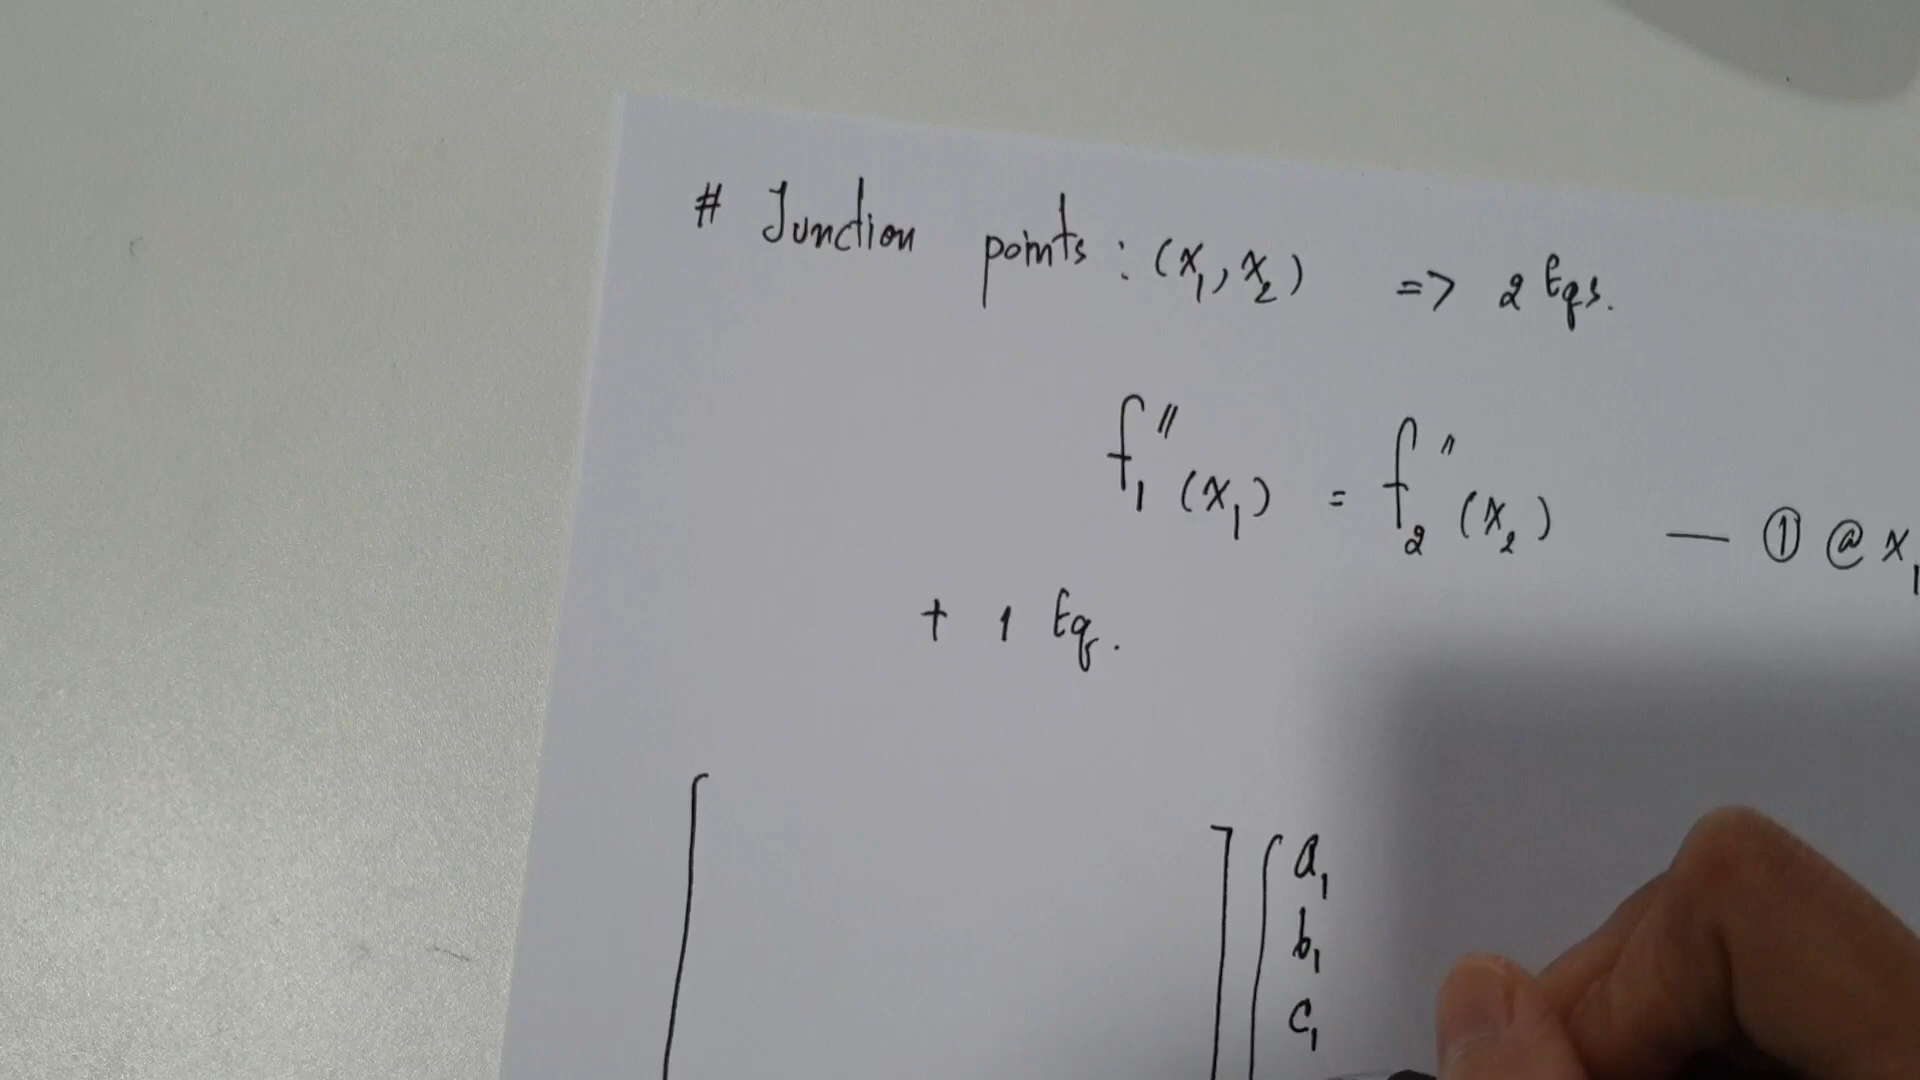 # Junction points : (x₁, x₂) => 2 Eqs.
f₁"(x₁) = f₂"(x₂) — ① @ x₁
+ 1 Eq.
[ ] [ a₁
b₁
c₁